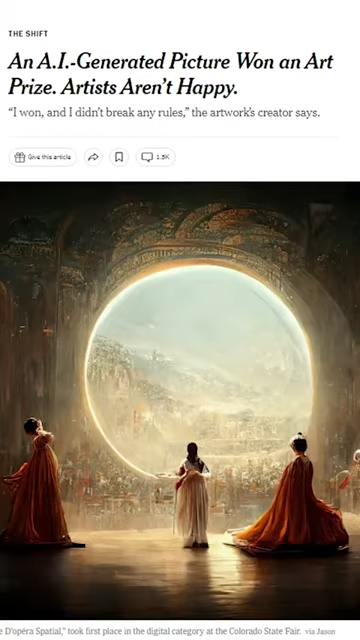 THE SHIFT
An A.I.-Generated Picture Won an Art
Prize. Artists Aren’t Happy.
“I won, and I didn’t break any rules,” the artwork’s creator says.
Give this article
1.5K
e D’opéra Spatial,” took first place in the digital category at the Colorado State Fair. via Jason